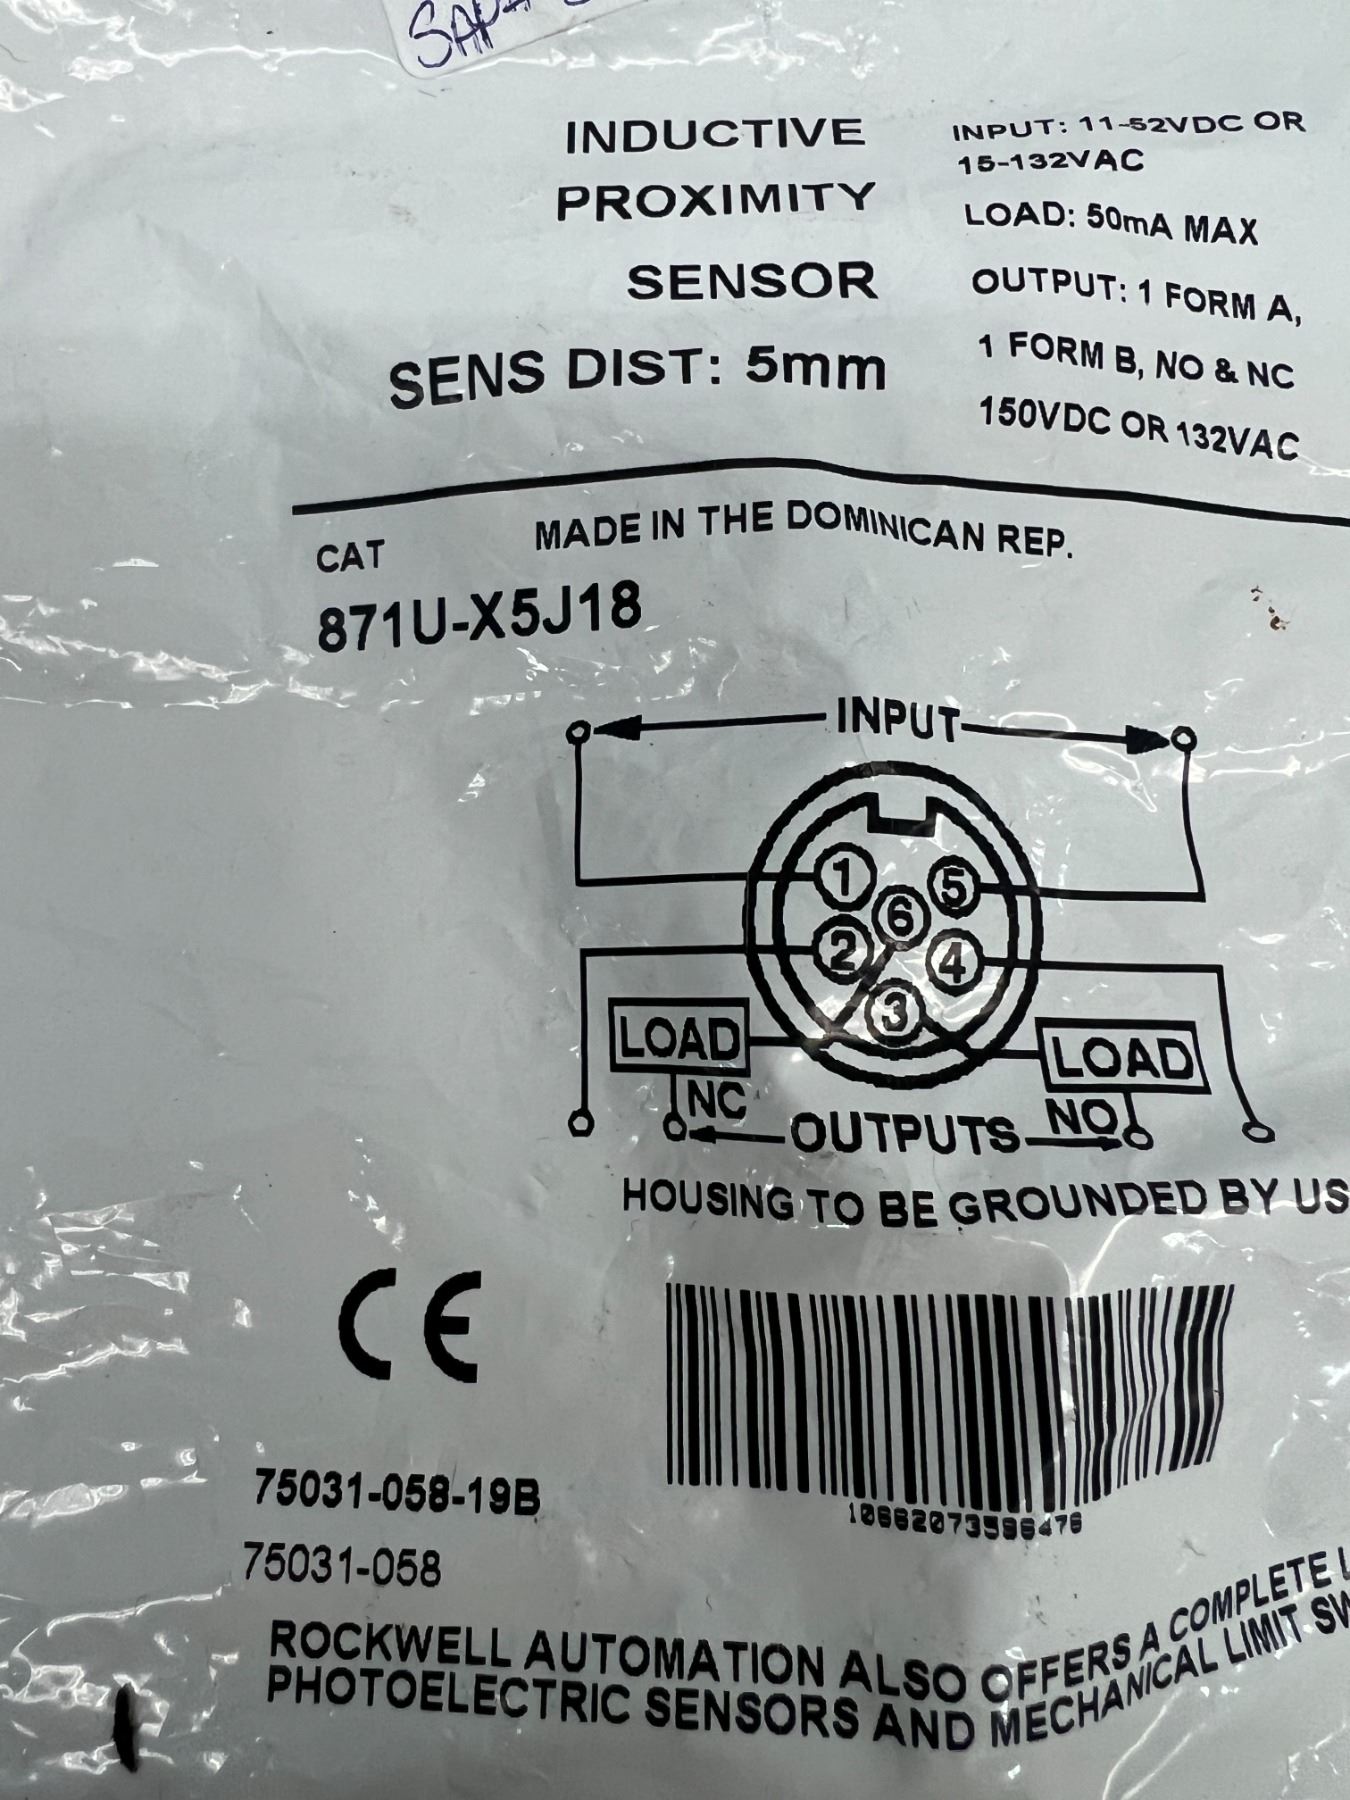 INDUCTIVE
PROXIMITY
SENSOR
SENS DIST: 5mm
INPUT: 11-52VDC OR
15-132VAC
LOAD: 50mA MAX
OUTPUT: 1 FORM A,
1 FORM B, NO & NC
150VDC OR 132VAC
CAT
MADE IN THE DOMINICAN REP.
871U-X5J18
INPUT
1
5
6
2
4
3
LOAD
LOAD
NC
OUTPUTS
NO
HOUSING TO BE GROUNDED BY US
CE
75031-058-19B
75031-058
ROCKWELL AUTOMATION ALSO OFFERS A COMPLETE L
PHOTOELECTRIC SENSORS AND MECHANICAL LIMIT SW